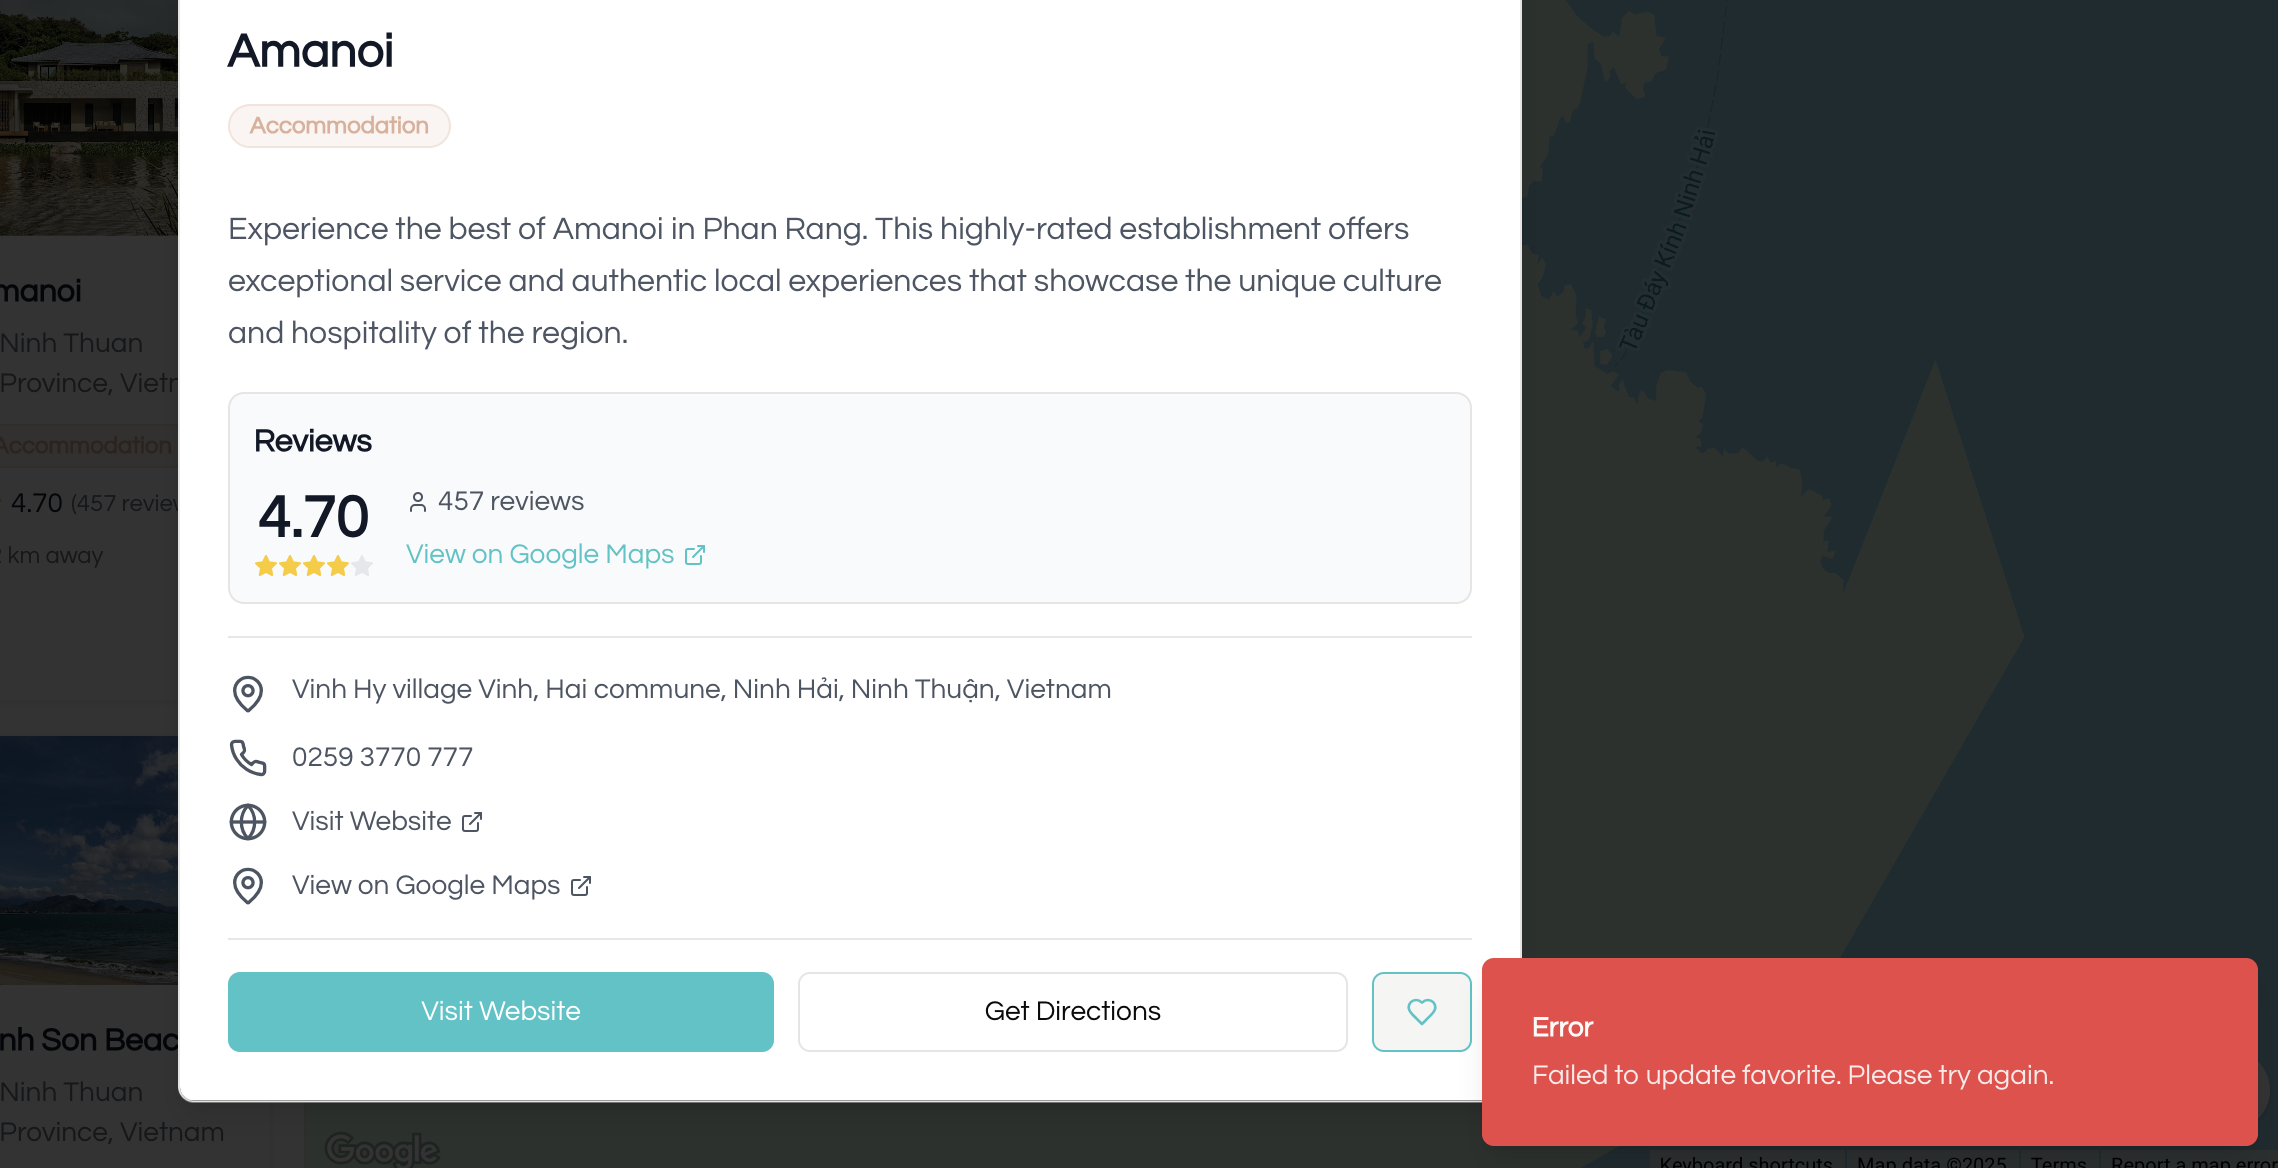 Amanoi
Accommodation
Experience the best of Amanoi in Phan Rang. This highly-rated establishment offers
exceptional service and authentic local experiences that showcase the unique culture
and hospitality of the region.
Reviews
4.70
457 reviews
View on Google Maps
Vinh Hy village Vinh, Hai commune, Ninh Hải, Ninh Thuận, Vietnam
0259 3770 777
Visit Website
View on Google Maps
Visit Website
Get Directions
Error
Failed to update favorite. Please try again.
manoi
Ninh Thuan
Province, Vietn
Accommodation
4.70 (457 review
km away
nh Son Beac
Ninh Thuan
Province, Vietnam
Tàu Đáy Kính Ninh Hải
Google
Keyboard shortcuts
Map data ©2025
Terms
Report a map error